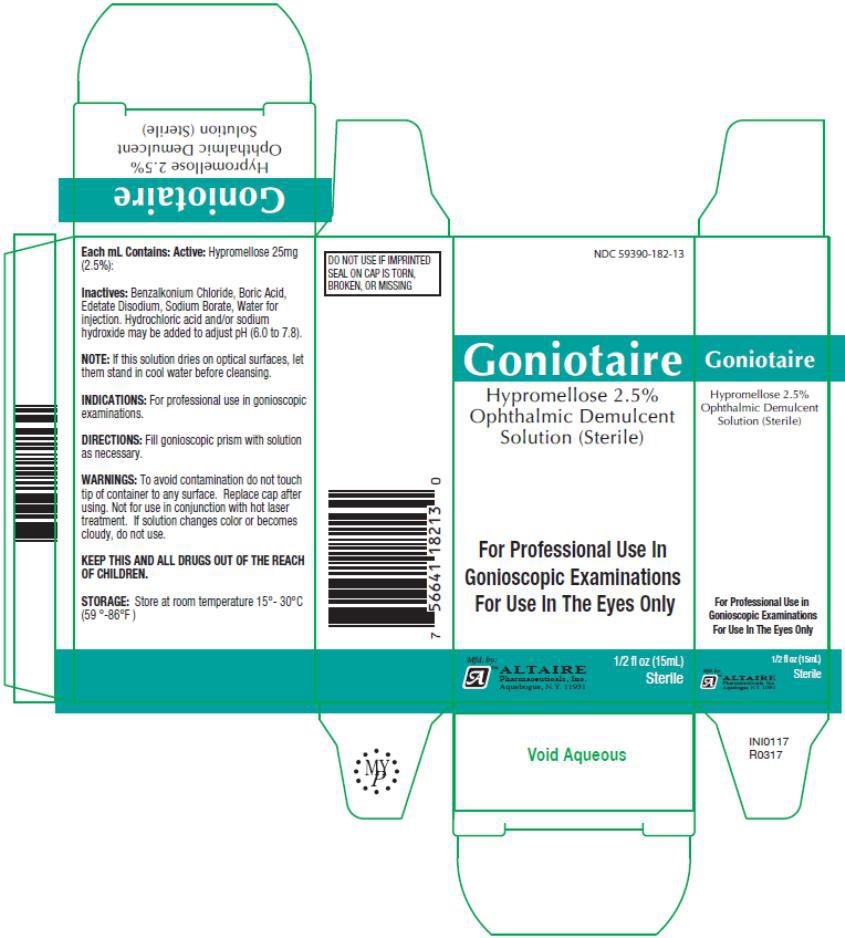 Goniotaire
Hypromellose 2.5%
Ophthalmic Demulcent
Solution (Sterile)
Each mL Contains: Active: Hypromellose 25mg
(2.5%):
Inactives: Benzalkonium Chloride, Boric Acid,
Edetate Disodium, Sodium Borate, Water for
injection. Hydrochloric acid and/or sodium
hydroxide may be added to adjust pH (6.0 to 7.8).
NOTE: If this solution dries on optical surfaces, let
them stand in cool water before cleansing.
INDICATIONS: For professional use in gonioscopic
examinations.
DIRECTIONS: Fill gonioscopic prism with solution
as necessary.
WARNINGS: To avoid contamination do not touch
tip of container to any surface. Replace cap after
using. Not for use in conjunction with hot laser
treatment. If solution changes color or becomes
cloudy, do not use.
KEEP THIS AND ALL DRUGS OUT OF THE REACH
OF CHILDREN.
STORAGE: Store at room temperature 15°- 30°C
(59 °-86°F )
DO NOT USE IF IMPRINTED
SEAL ON CAP IS TORN,
BROKEN, OR MISSING
7 56641 18213 0
MYP
NDC 59390-182-13
Goniotaire
Hypromellose 2.5%
Ophthalmic Demulcent
Solution (Sterile)
For Professional Use In
Gonioscopic Examinations
For Use In The Eyes Only
Mfd. by:
ALTAIRE
Pharmaceuticals, Inc.
Aquebogue, N.Y. 11931
1/2 fl oz (15mL)
Sterile
Void Aqueous
Goniotaire
Hypromellose 2.5%
Ophthalmic Demulcent
Solution (Sterile)
For Professional Use in
Gonioscopic Examinations
For Use In The Eyes Only
Mfd. by:
ALTAIRE
Pharmaceuticals, Inc.
Aquebogue, N.Y. 11931
1/2 fl oz (15mL)
Sterile
INI0117
R0317